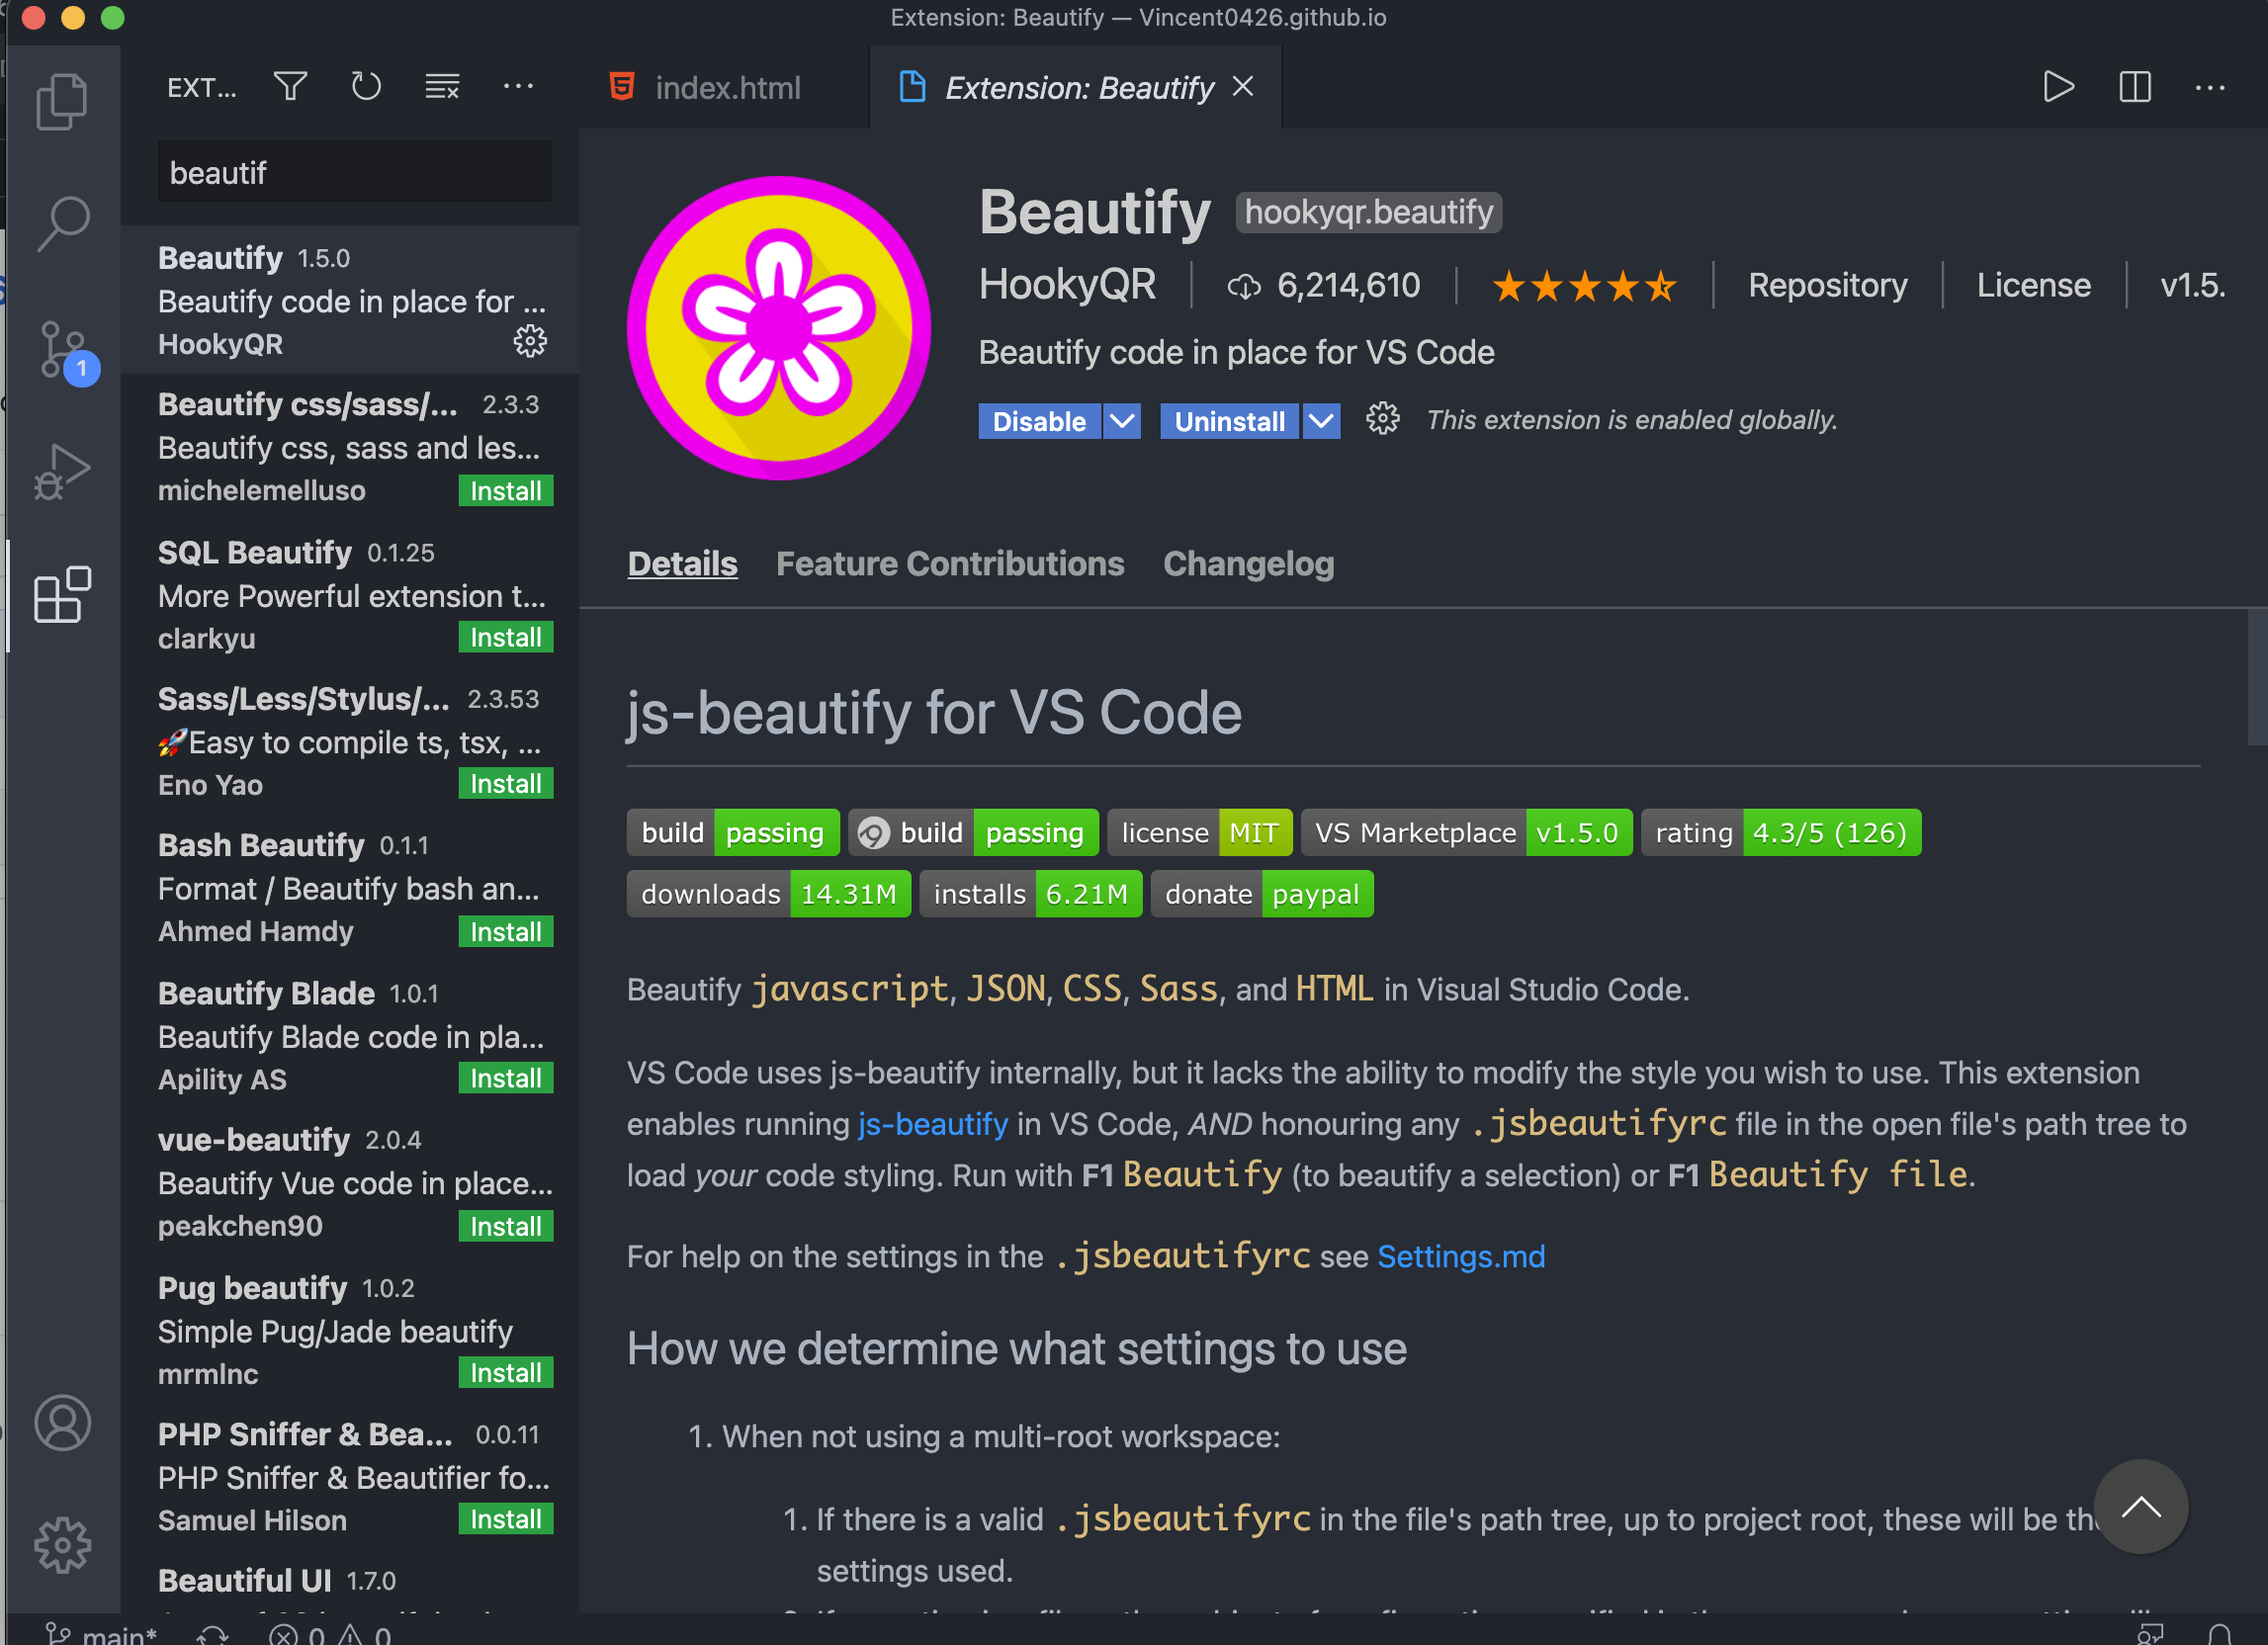 Extension: Beautify — Vincent0426.github.io
EXT...
index.html
Extension: Beautify
beautif
Beautify 1.5.0
Beautify code in place for ...
HookyQR
Beautify css/sass/... 2.3.3
Beautify css, sass and les...
michelemelluso Install
SQL Beautify 0.1.25
More Powerful extension t...
clarkyu Install
Sass/Less/Stylus/... 2.3.53
🚀Easy to compile ts, tsx, ...
Eno Yao Install
Bash Beautify 0.1.1
Format / Beautify bash an...
Ahmed Hamdy Install
Beautify Blade 1.0.1
Beautify Blade code in pla...
Apility AS Install
vue-beautify 2.0.4
Beautify Vue code in place...
peakchen90 Install
Pug beautify 1.0.2
Simple Pug/Jade beautify
mrmlnc Install
PHP Sniffer & Bea... 0.0.11
PHP Sniffer & Beautifier fo...
Samuel Hilson Install
Beautiful UI 1.7.0
1
Beautify hookyqr.beautify
HookyQR 6,214,610 Repository License v1.5.
Beautify code in place for VS Code
Disable Uninstall This extension is enabled globally.
Details Feature Contributions Changelog
js-beautify for VS Code
build passing build passing license MIT VS Marketplace v1.5.0 rating 4.3/5 (126)
downloads 14.31M installs 6.21M donate paypal
Beautify javascript, JSON, CSS, Sass, and HTML in Visual Studio Code.
VS Code uses js-beautify internally, but it lacks the ability to modify the style you wish to use. This extension
enables running js-beautify in VS Code, AND honouring any .jsbeautifyrc file in the open file's path tree to
load your code styling. Run with F1 Beautify (to beautify a selection) or F1 Beautify file.
For help on the settings in the .jsbeautifyrc see Settings.md
How we determine what settings to use
1. When not using a multi-root workspace:
1. If there is a valid .jsbeautifyrc in the file's path tree, up to project root, these will be the
settings used.
main* 0 0